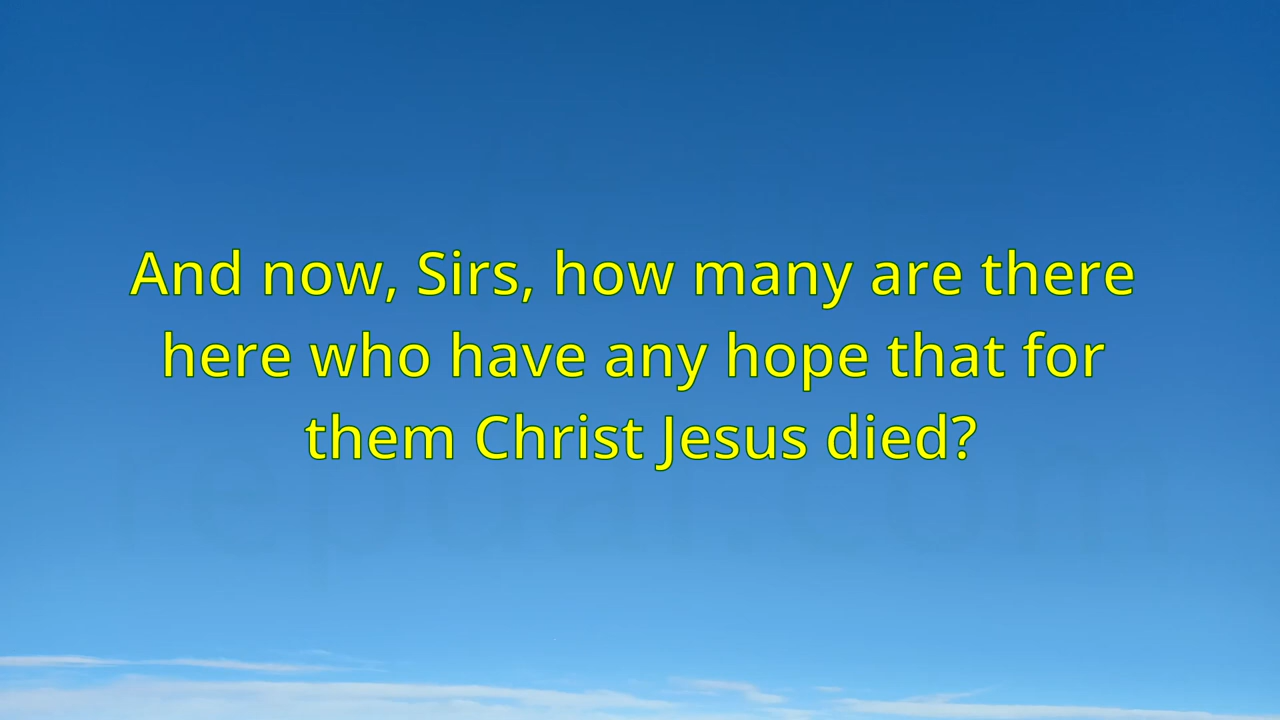 And now, Sirs, how many are there
here who have any hope that for
them Christ Jesus died?